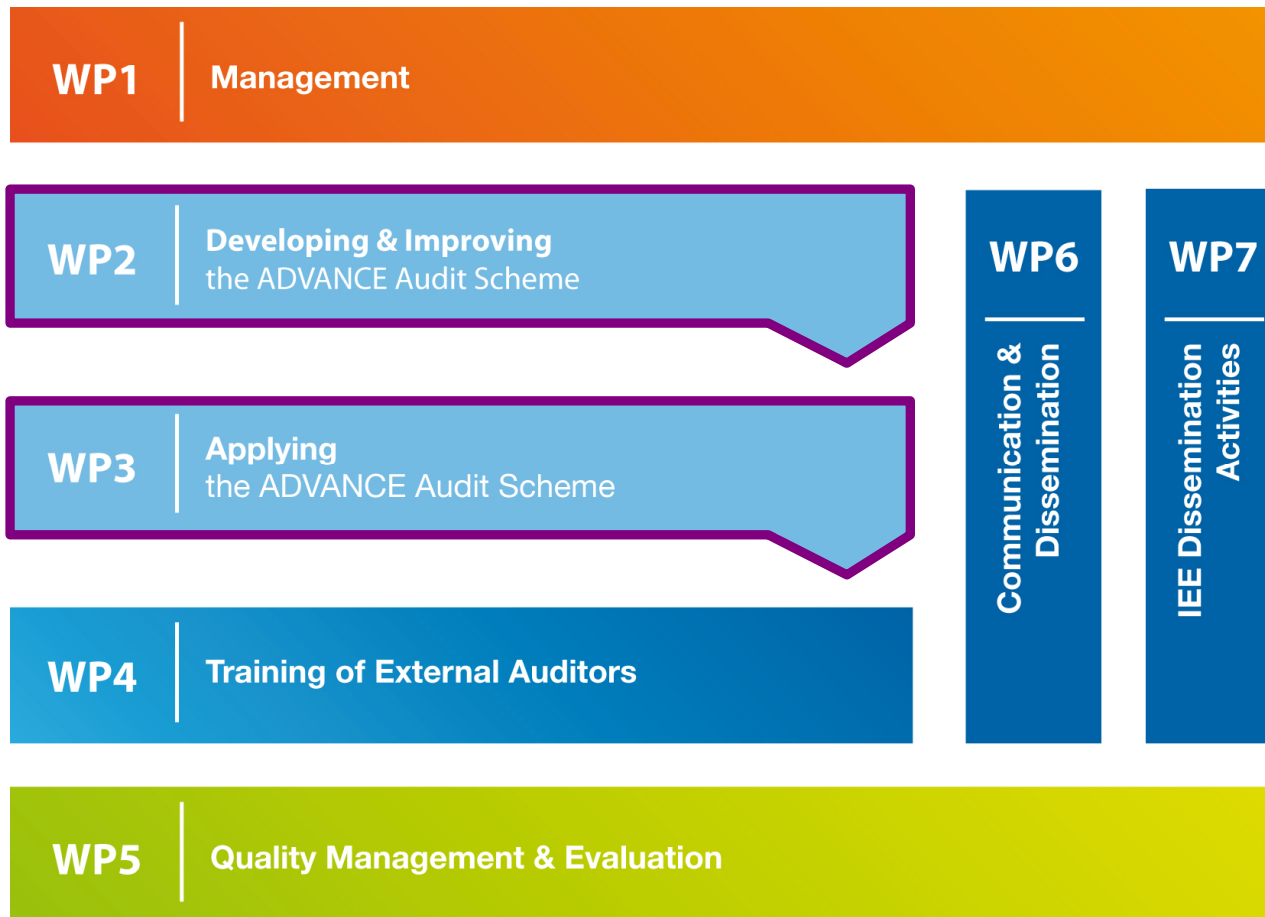 WP1
Management
WP2
Developing & Improving
the ADVANCE Audit Scheme
WP3
Applying
the ADVANCE Audit Scheme
WP4
Training of External Auditors
WP5
Quality Management & Evaluation
WP6
Communication &
Dissemination
WP7
IEE Dissemination
Activities